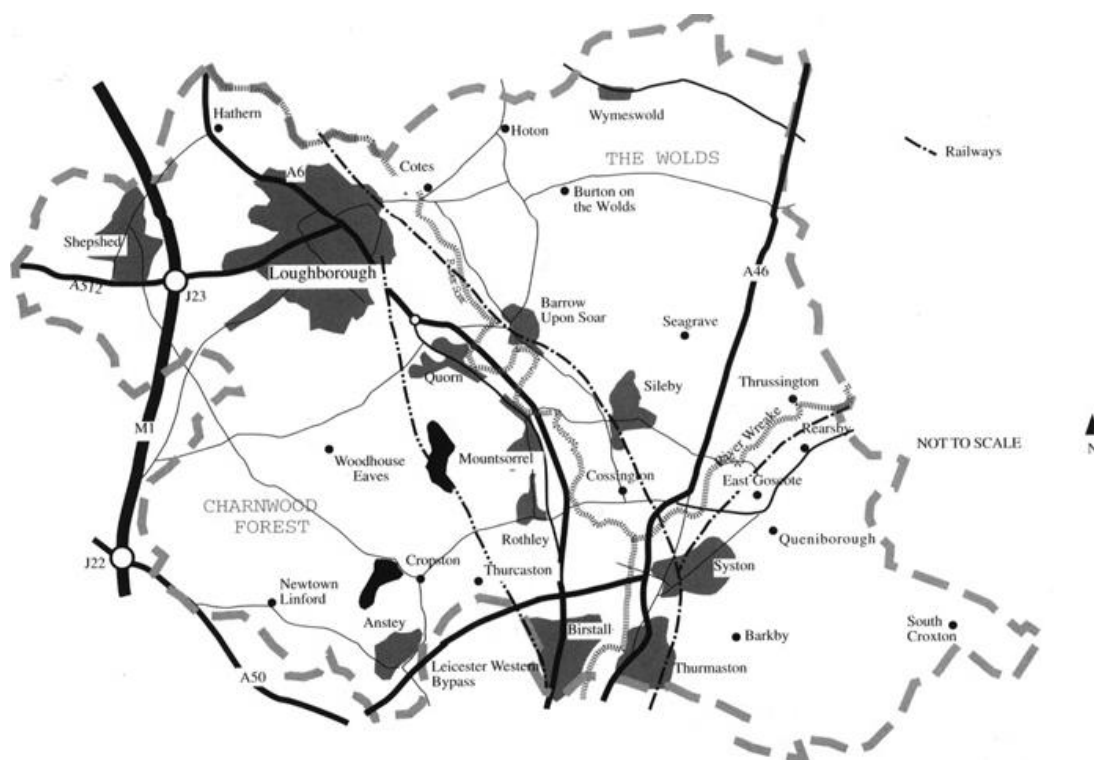 Hathern
Wymeswold
Hoton
THE WOLDS
Railways
Cotes
A6
Burton on
the Wolds
Shepshed
Loughborough
A512
J23
River Soar
A46
Barrow
Upon Soar
Seagrave
Quorn
Sileby
Thrussington
M1
River Wreake
Rearsby
NOT TO SCALE
N
Woodhouse
Eaves
Mountsorrel
Cossington
East Goscote
CHARNWOOD
FOREST
Rothley
Queniborough
J22
Cropston
Thurcaston
Syston
Newtown
Linford
Anstey
Birstall
Barkby
South
Croxton
Leicester Western
Bypass
Thurmaston
A50